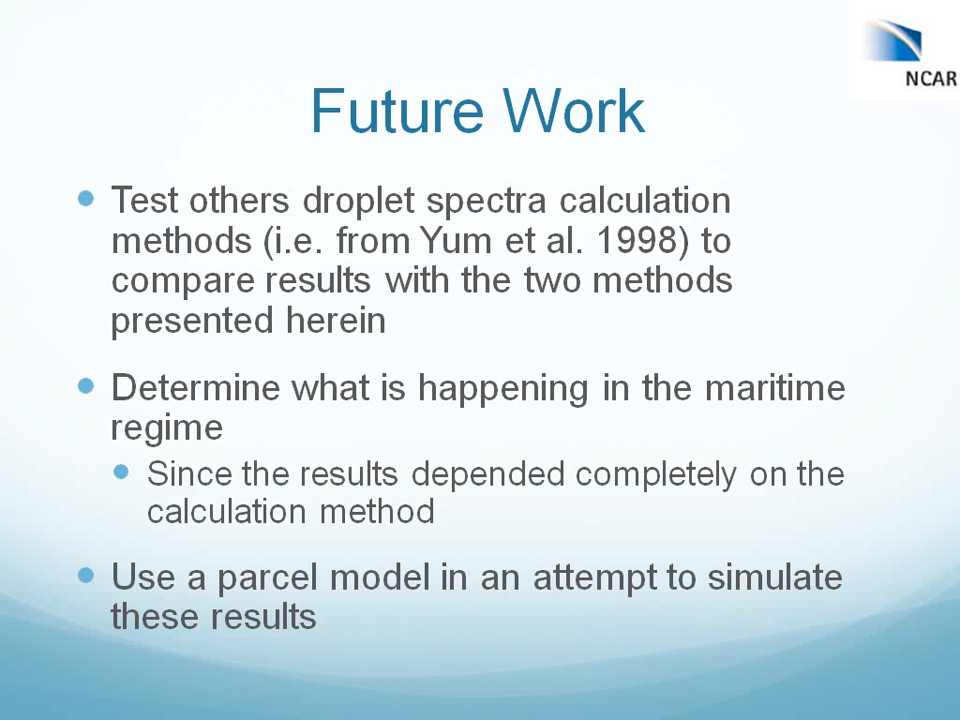 NCAR
Future Work
Test others droplet spectra calculation
methods (i.e. from Yum et al. 1998) to
compare results with the two methods
presented herein
Determine what is happening in the maritime
regime
Since the results depended completely on the
calculation method
Use a parcel model in an attempt to simulate
these results